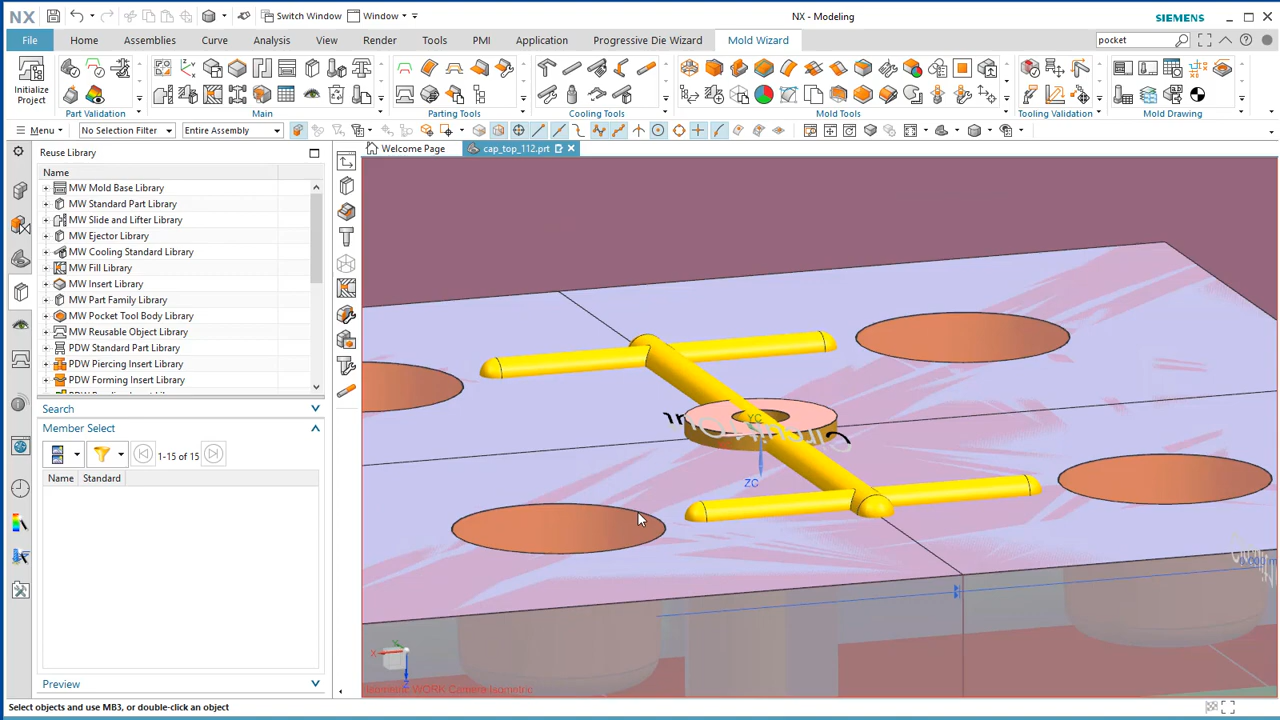 NX
Switch Window
Window
NX - Modeling
SIEMENS
File
Home
Assemblies
Curve
Analysis
View
Render
Tools
PMI
Application
Progressive Die Wizard
Mold Wizard
pocket
Initialize
Project
Part Validation
Main
Parting Tools
Cooling Tools
Mold Tools
Tooling Validation
Mold Drawing
Menu
No Selection Filter
Entire Assembly
Reuse Library
Welcome Page
cap_top_112.prt
Name
MW Mold Base Library
MW Standard Part Library
MW Slide and Lifter Library
MW Ejector Library
MW Cooling Standard Library
MW Fill Library
MW Insert Library
MW Part Family Library
MW Pocket Tool Body Library
MW Reusable Object Library
PDW Standard Part Library
PDW Piercing Insert Library
PDW Forming Insert Library
Search
Member Select
1-15 of 15
Name
Standard
Preview
YC
ZC
X
Y
Z
Isometric WORK Camera Isometric
Select objects and use MB3, or double-click an object